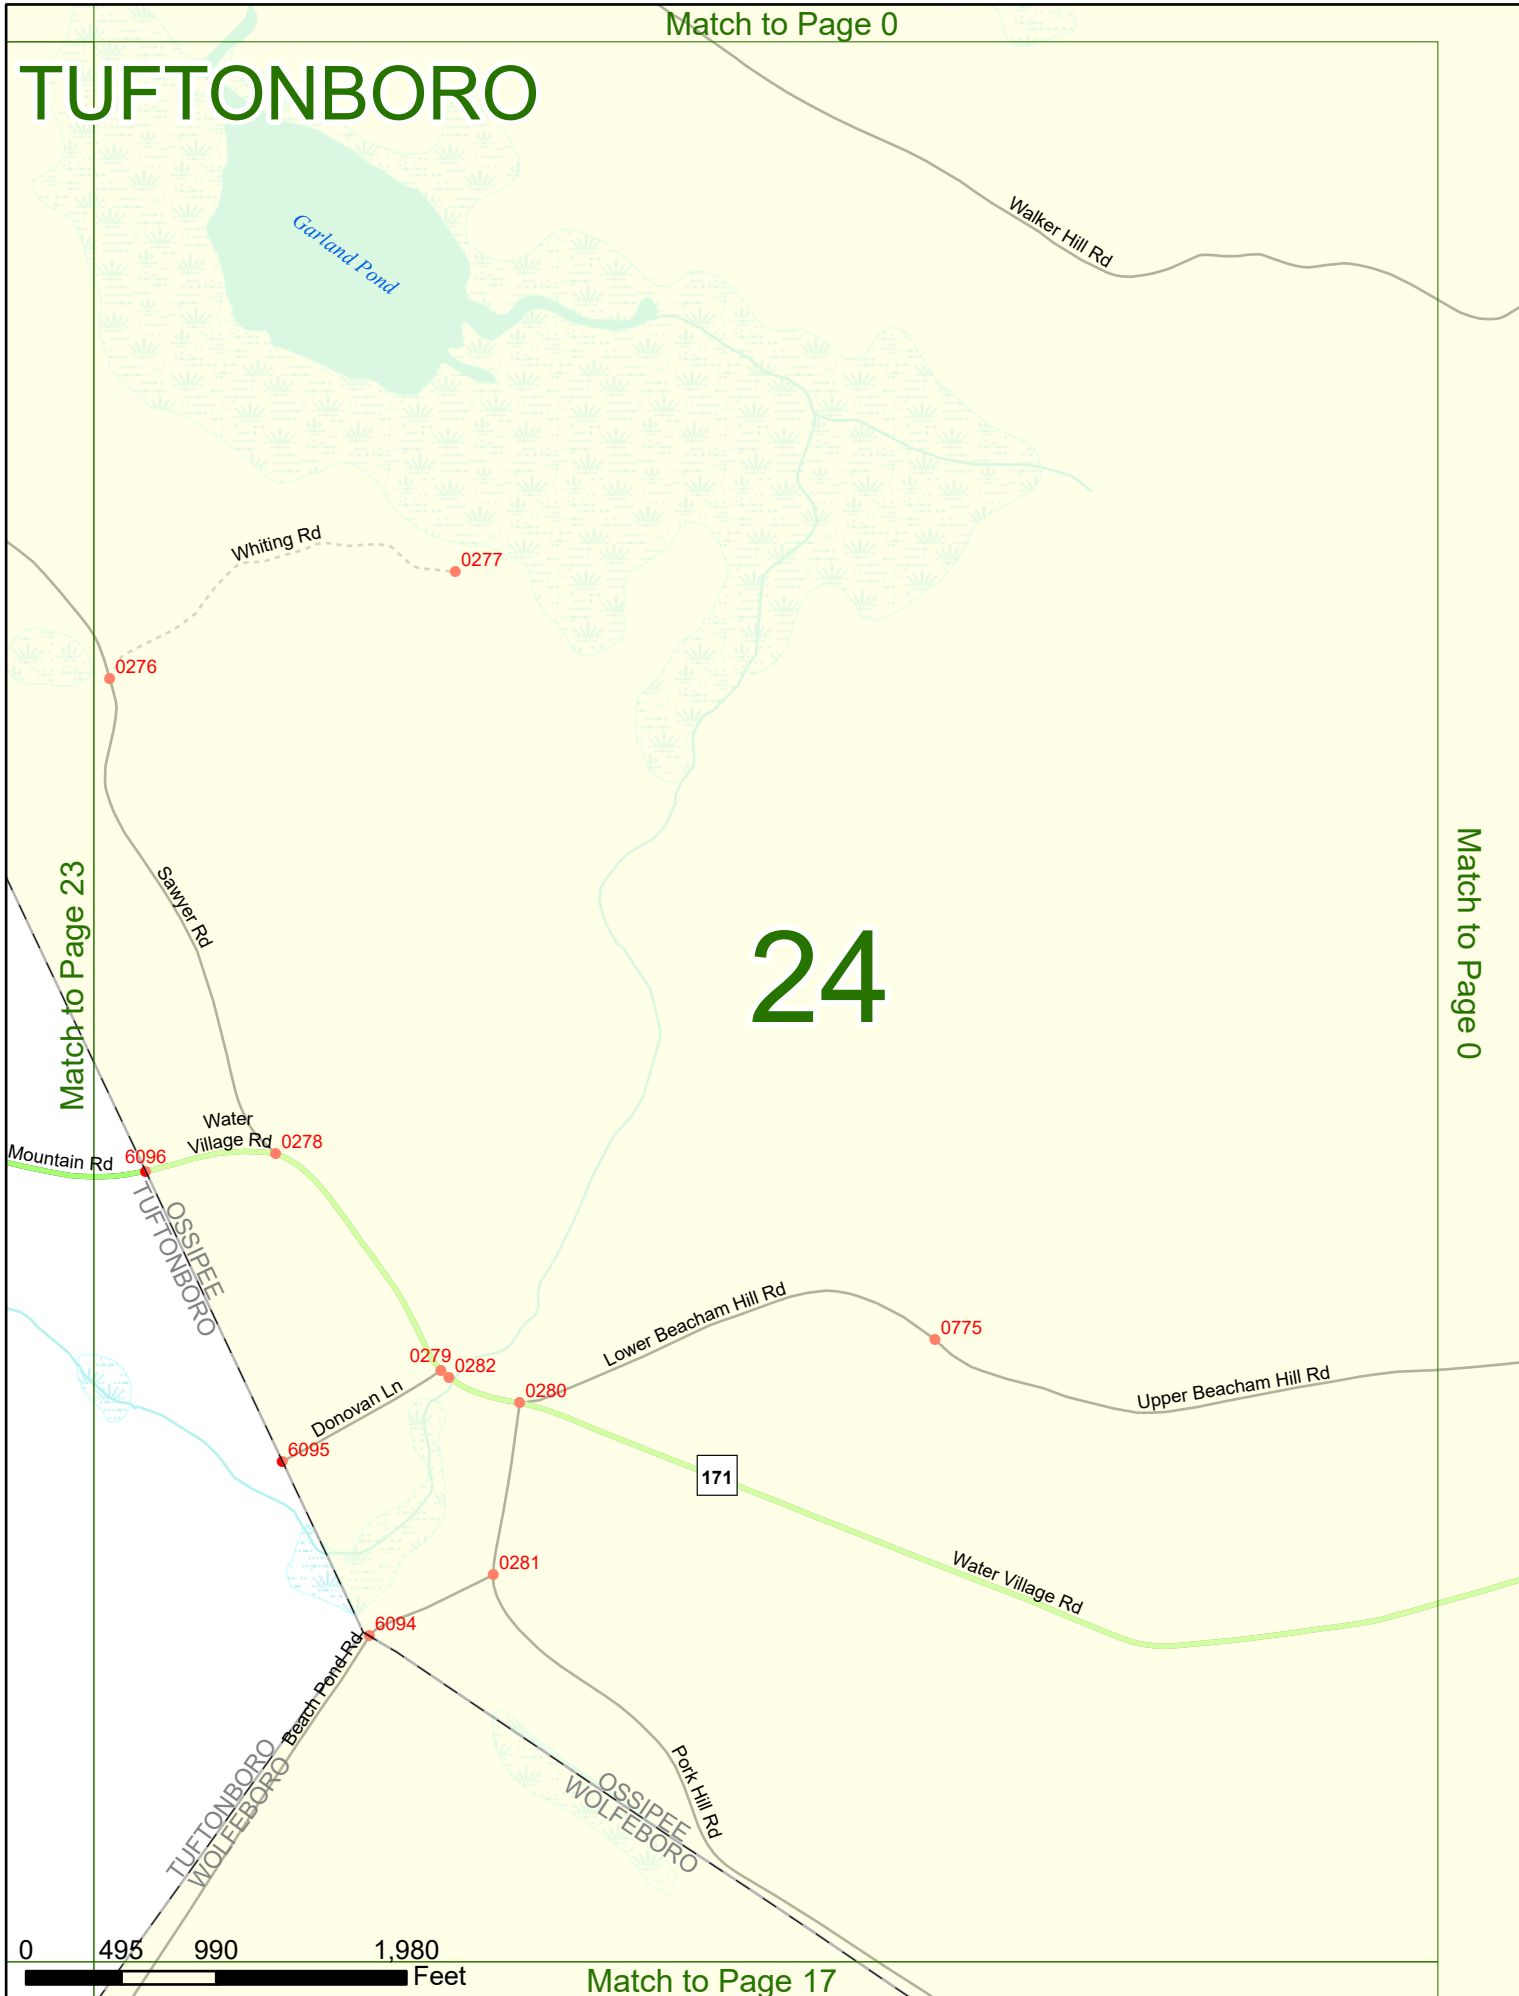 Match to Page 0
TUFTONBORO
Garland Pond
Walker Hill Rd
Whiting Rd
0277
0276
Sawyer Rd
Match to Page 23
24
Match to Page 0
Water
Village Rd
0278
Mountain Rd
6096
OSSIPEE
TUFTONBORO
Lower Beacham Hill Rd
0775
0279
0282
0280
Upper Beacham Hill Rd
Donovan Ln
6095
171
0281
Water Village Rd
6094
Beach Pond Rd
TUFTONBORO
WOLFEBORO
Pork Hill Rd
OSSIPEE
WOLFEBORO
0 495 990 1,980
Feet
Match to Page 17